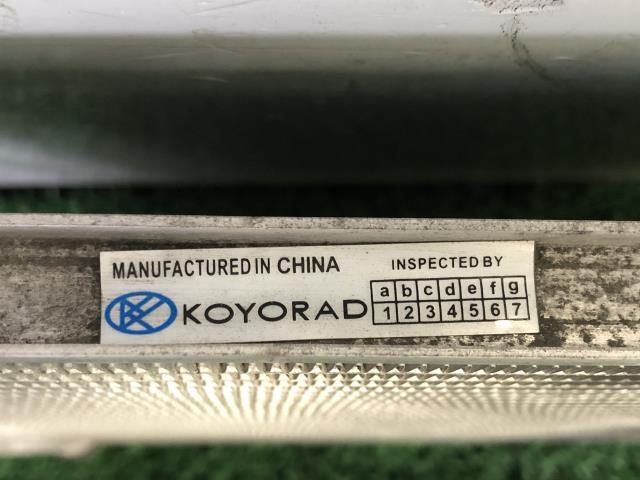 MANUFACTURED IN CHINA
INSPECTED BY
KOYORAD
a b c d e f g
1 2 3 4 5 6 7